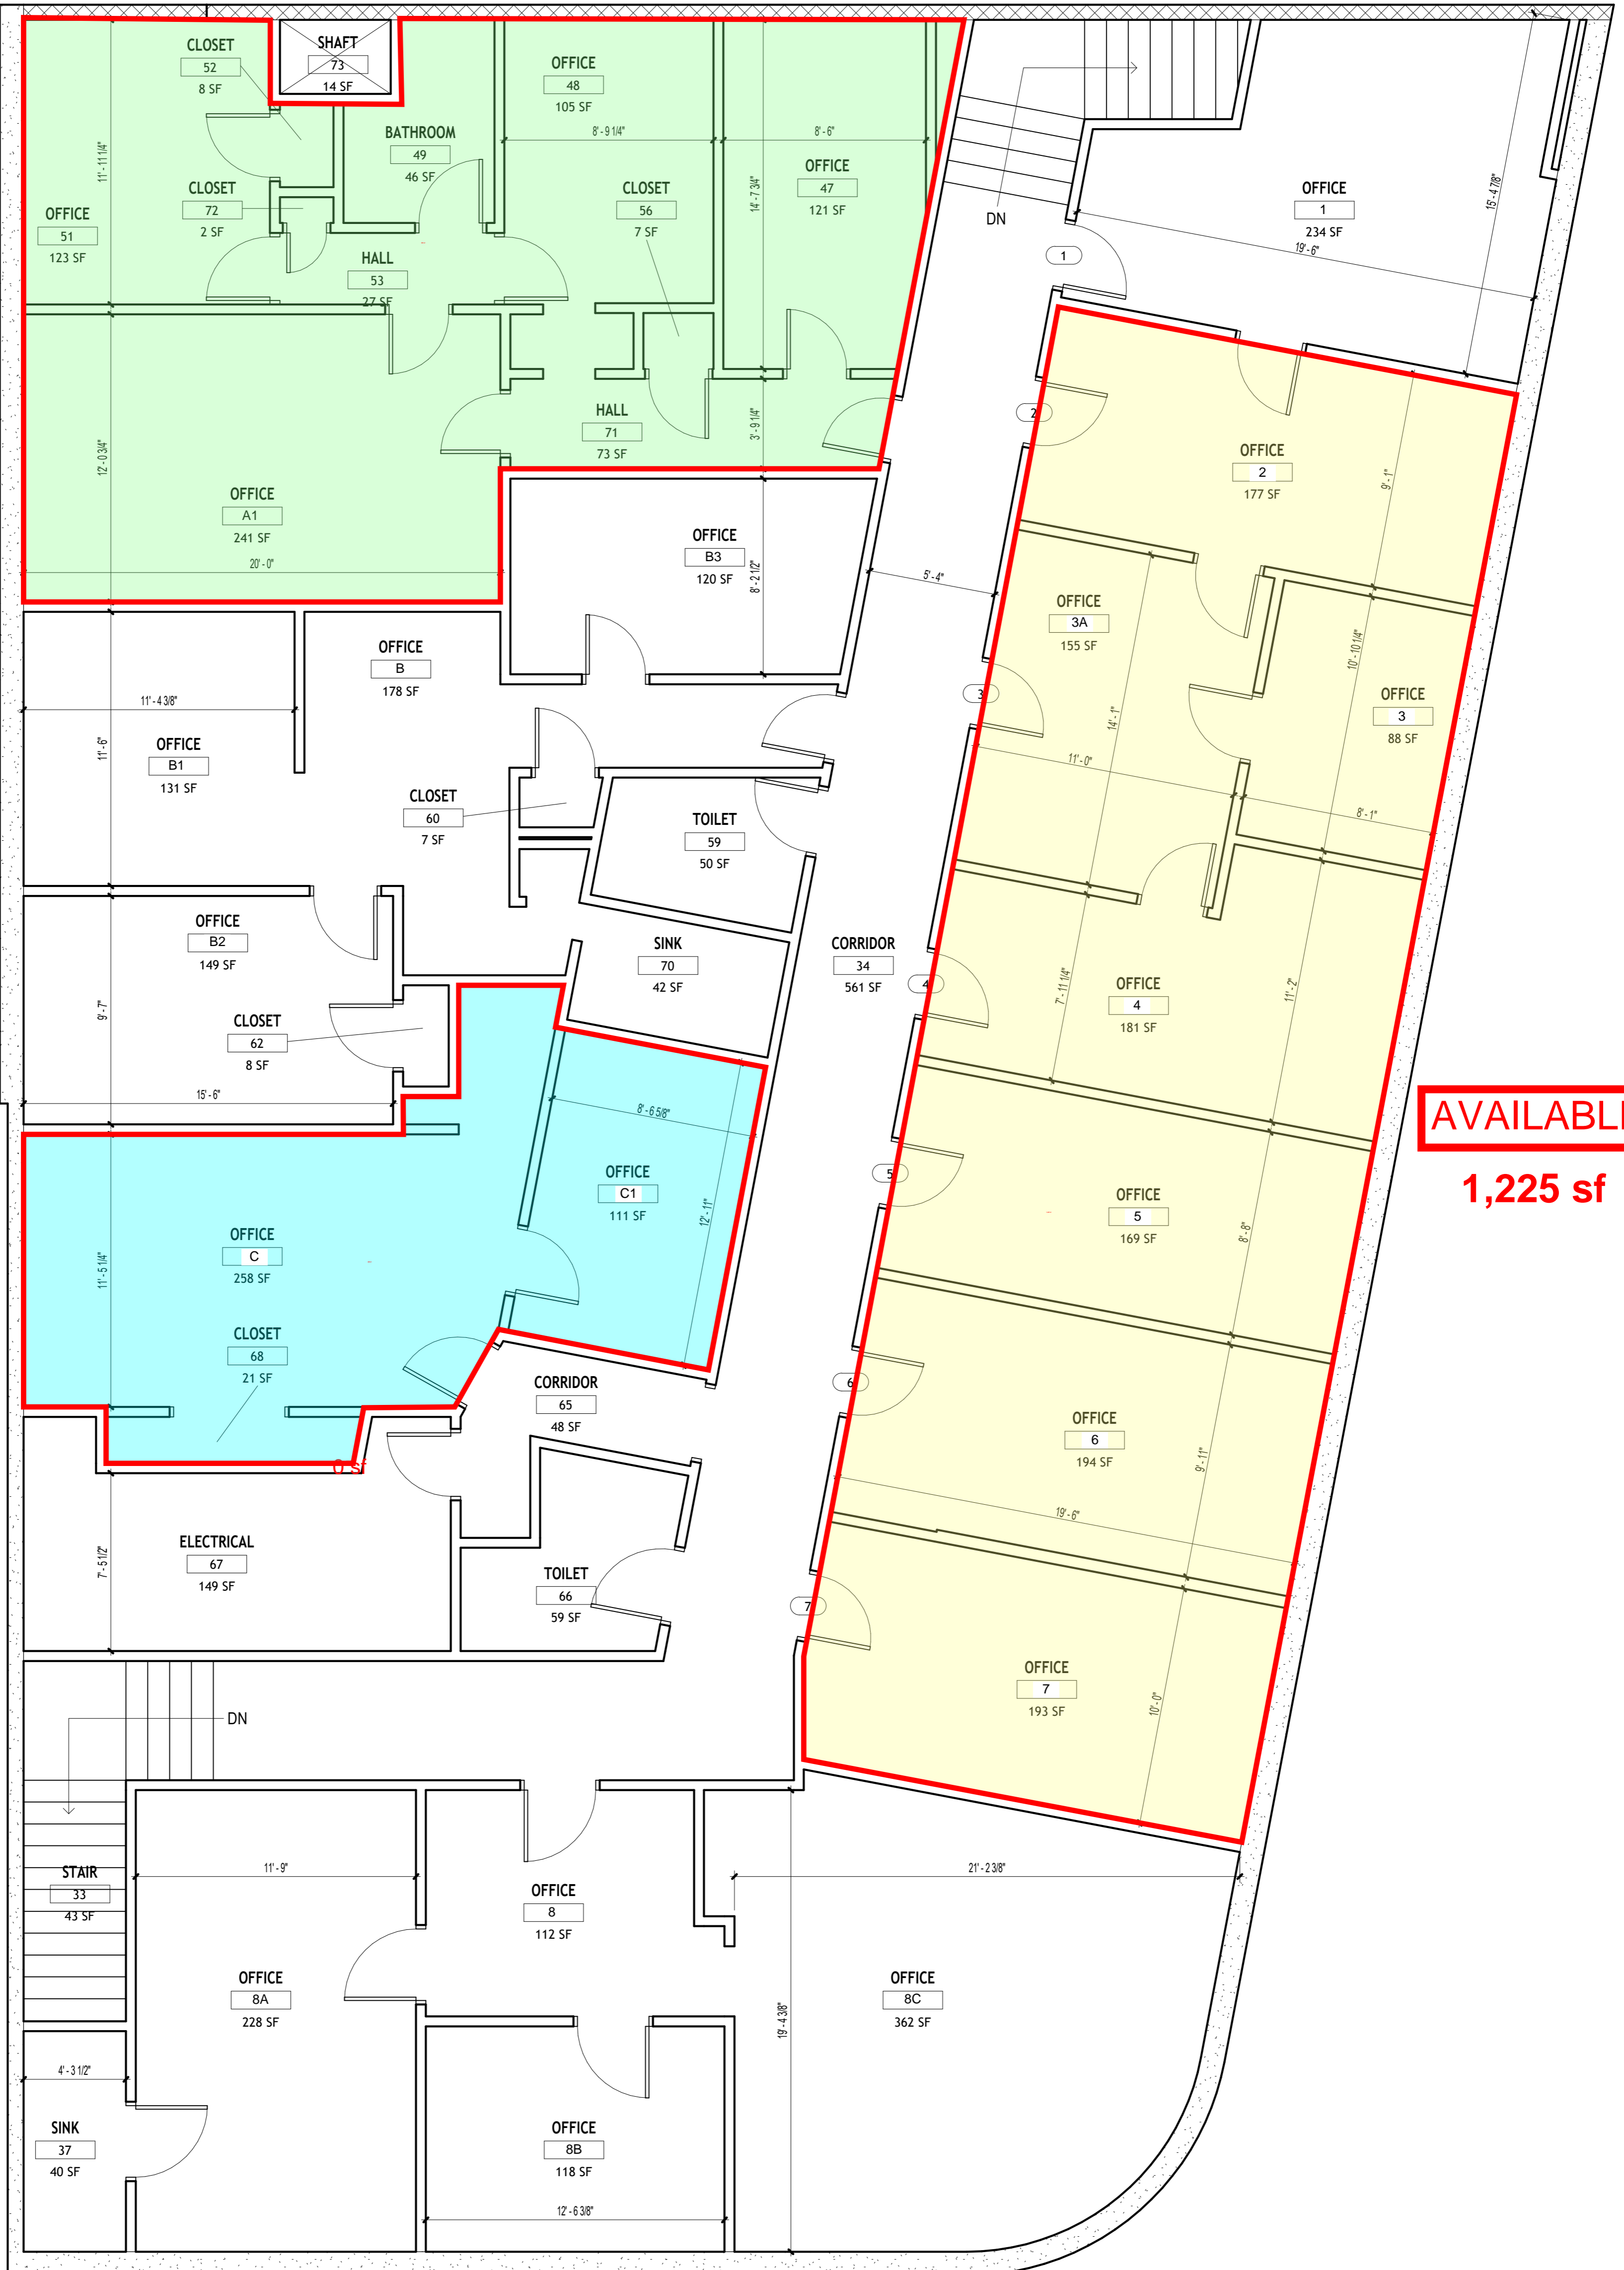 CLOSET
52
8 SF
SHAFT
73
14 SF
OFFICE
48
105 SF
BATHROOM
49
46 SF
8' - 9 1/4"
8' - 6"
11' - 11 1/4"
OFFICE
47
121 SF
CLOSET
72
2 SF
CLOSET
56
7 SF
14' - 7 3/4"
OFFICE
51
123 SF
HALL
53
27 SF
DN
OFFICE
1
234 SF
15' - 4 7/8"
19' - 6"
1
HALL
71
73 SF
3' - 9 1/4"
12' - 0 3/4"
2
OFFICE
2
177 SF
9' - 1"
OFFICE
A1
241 SF
20' - 0"
OFFICE
B3
120 SF
8' - 2 1/2"
5' - 4"
OFFICE
3A
155 SF
10' - 10 1/4"
OFFICE
B
178 SF
11' - 4 3/8"
11' - 6"
OFFICE
B1
131 SF
3
14' - 1"
OFFICE
3
88 SF
11' - 0"
8' - 1"
CLOSET
60
7 SF
TOILET
59
50 SF
OFFICE
B2
149 SF
SINK
70
42 SF
CORRIDOR
34
561 SF
4
7' - 11 1/4"
OFFICE
4
181 SF
11' - 2"
9' - 7"
CLOSET
62
8 SF
15' - 6"
8' - 6 5/8"
AVAILABL
1,225 sf
OFFICE
C1
111 SF
12' - 11"
5
OFFICE
5
169 SF
8' - 8"
OFFICE
C
258 SF
11' - 5 1/4"
CLOSET
68
21 SF
0 sf
CORRIDOR
65
48 SF
6
OFFICE
6
194 SF
9' - 11"
19' - 6"
ELECTRICAL
67
149 SF
7' - 5 1/2"
TOILET
66
59 SF
7
OFFICE
7
193 SF
10' - 0"
DN
STAIR
33
43 SF
11' - 9"
OFFICE
8
112 SF
21' - 2 3/8"
OFFICE
8A
228 SF
OFFICE
8C
362 SF
19' - 4 3/8"
4' - 3 1/2"
SINK
37
40 SF
OFFICE
8B
118 SF
12' - 6 3/8"